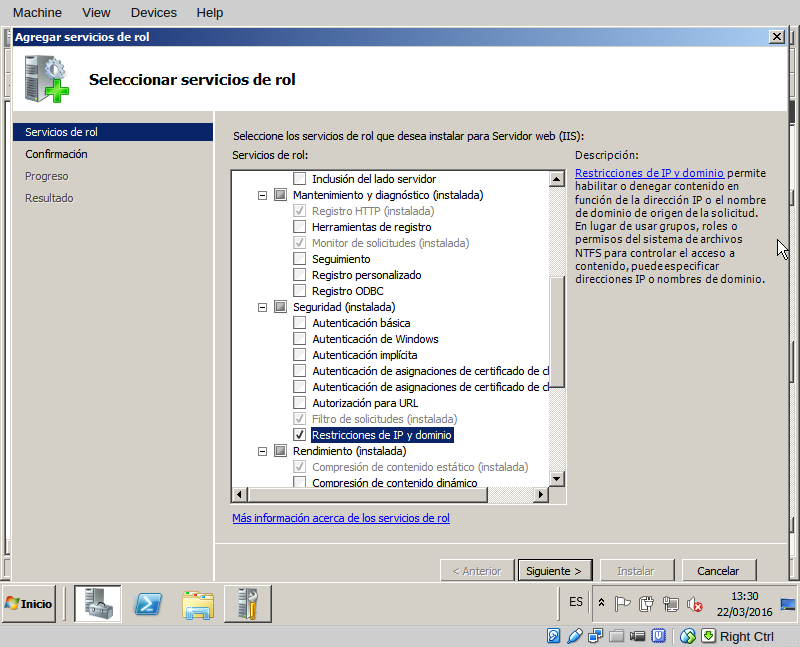 Machine View Devices Help
Agregar servicios de rol
Seleccionar servicios de rol
Servicios de rol
Confirmación
Progreso
Resultado
Seleccione los servicios de rol que desea instalar para Servidor web (IIS):
Servicios de rol:
Inclusión del lado servidor
Mantenimiento y diagnóstico (instalada)
Registro HTTP (instalada)
Herramientas de registro
Monitor de solicitudes (instalada)
Seguimiento
Registro personalizado
Registro ODBC
Seguridad (instalada)
Autenticación básica
Autenticación de Windows
Autenticación implícita
Autenticación de asignaciones de certificado de cl
Autenticación de asignaciones de certificado de cl
Autorización para URL
Filtro de solicitudes (instalada)
Restricciones de IP y dominio
Rendimiento (instalada)
Compresión de contenido estático (instalada)
Compresión de contenido dinámico
Más información acerca de los servicios de rol
Descripción:
Restricciones de IP y dominio permite
habilitar o denegar contenido en
función de la dirección IP o el nombre
de dominio de origen de la solicitud.
En lugar de usar grupos, roles o
permisos del sistema de archivos
NTFS para controlar el acceso a
contenido, puede especificar
direcciones IP o nombres de dominio.
< Anterior Siguiente > Instalar Cancelar
Inicio
ES
13:30
22/03/2016
Right Ctrl